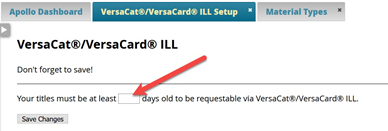 Apollo Dashboard
VersaCat®/VersaCard® ILL Setup
Material Types
VersaCat®/VersaCard® ILL
Don't forget to save!
Your titles must be at least days old to be requestable via VersaCat®/VersaCard® ILL.
Save Changes